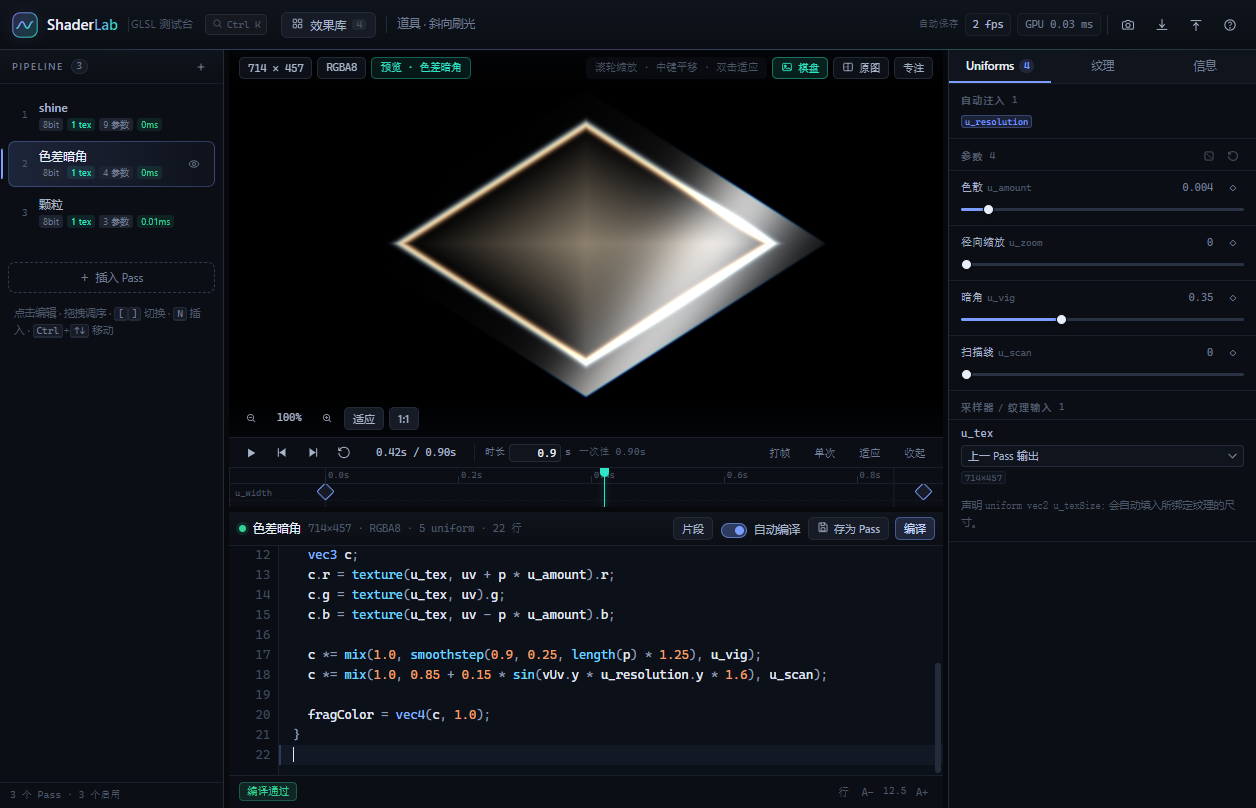 ShaderLab GLSL 测试台 Ctrl K 效果库 4 道具 · 斜向刷光 自动保存 2 fps GPU 0.03 ms
PIPELINE 3 +
1 shine
8bit 1 tex 9 参数 0ms
2 色差暗角
8bit 1 tex 4 参数 0ms
3 颗粒
8bit 1 tex 3 参数 0.01ms
+ 插入 Pass
点击编辑 · 拖拽调序 · [ ] 切换 · N 插
入 · Ctrl + ↑↓ 移动
3 个 Pass · 3 个启用
714 × 457 RGBA8 预览 · 色差暗角 滚轮缩放 · 中键平移 · 双击适应 棋盘 原图 专注
100% 适应 1:1
0.42s / 0.90s 时长 0.9 s 一次性 0.90s 打帧 单次 适应 收起
0.0s 0.2s 0.6s 0.8s
u_width
色差暗角 714×457 · RGBA8 · 5 uniform · 22 行 片段 自动编译 存为 Pass 编译
12 vec3 c;
13 c.r = texture(u_tex, uv + p * u_amount).r;
14 c.g = texture(u_tex, uv).g;
15 c.b = texture(u_tex, uv - p * u_amount).b;
16
17 c *= mix(1.0, smoothstep(0.9, 0.25, length(p) * 1.25), u_vig);
18 c *= mix(1.0, 0.85 + 0.15 * sin(vUv.y * u_resolution.y * 1.6), u_scan);
19
20 fragColor = vec4(c, 1.0);
21 }
22
编译通过 行 A- 12.5 A+
Uniforms 4 纹理 信息
自动注入 1
u_resolution
参数 4
色散 u_amount 0.004
径向缩放 u_zoom 0
暗角 u_vig 0.35
扫描线 u_scan 0
采样器 / 纹理输入 1
u_tex
上一 Pass 输出
714×457
声明 uniform vec2 u_texSize; 会自动填入所绑定纹理的尺
寸。